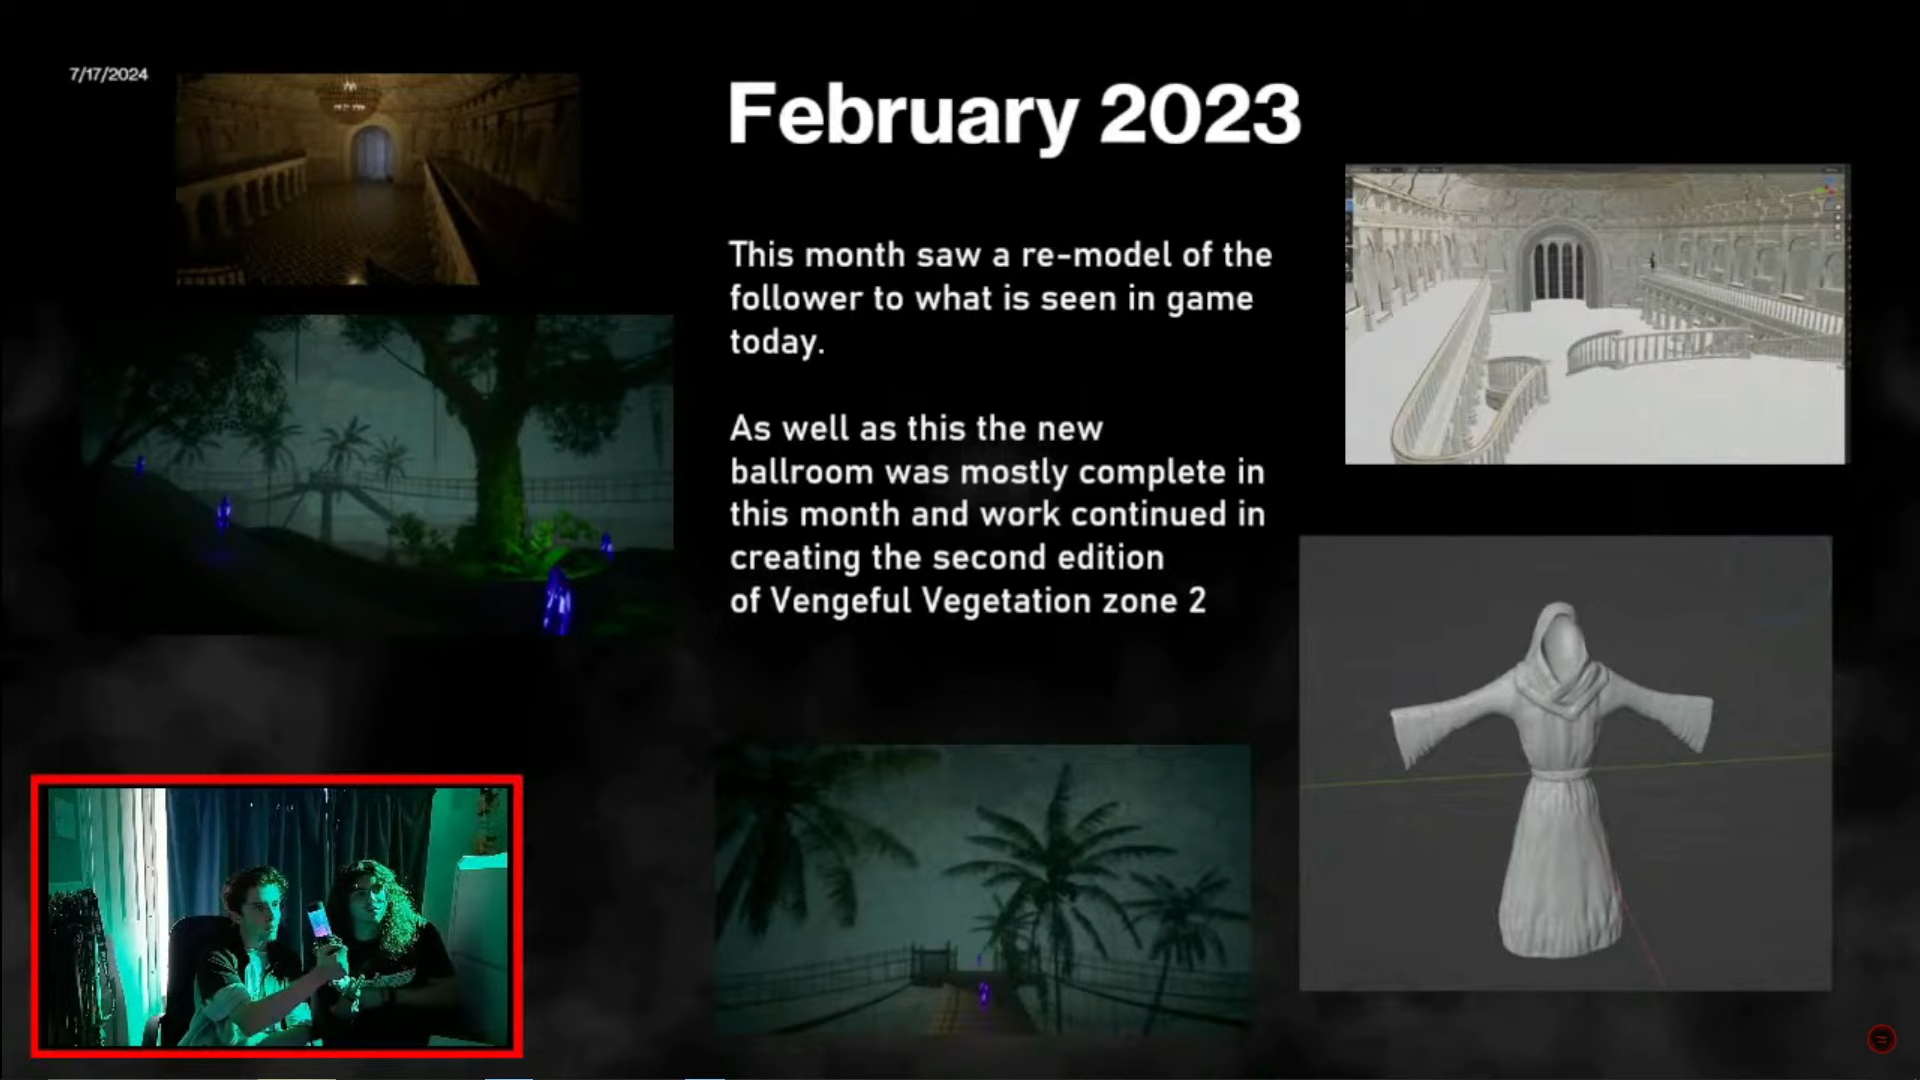 7/17/2024
February 2023
This month saw a re-model of the
follower to what is seen in game
today.
As well as this the new
ballroom was mostly complete in
this month and work continued in
creating the second edition
of Vengeful Vegetation zone 2